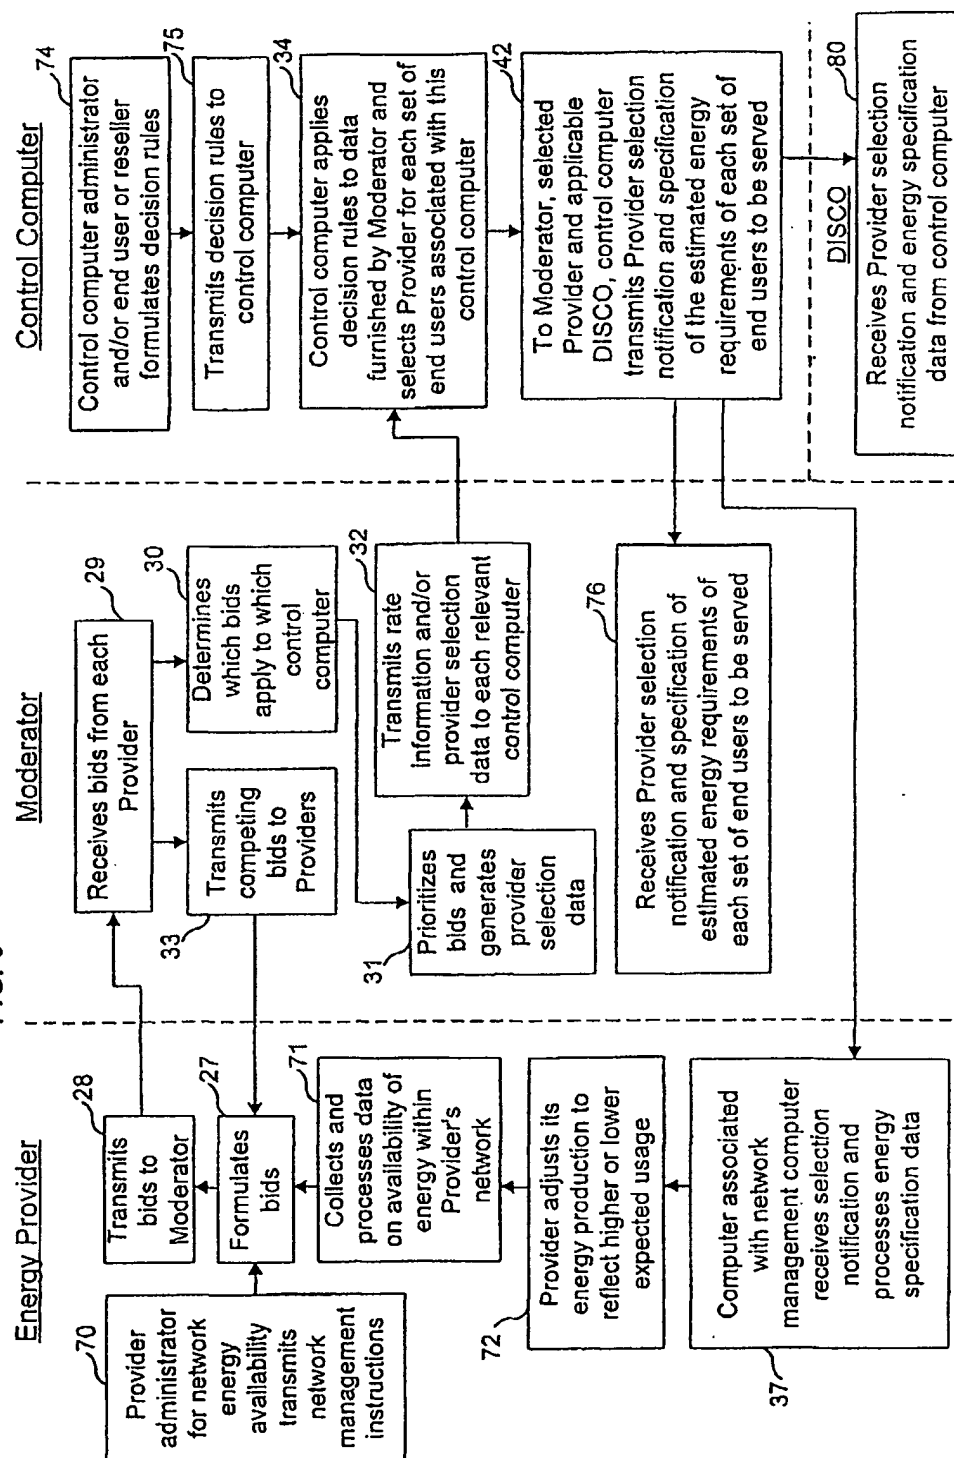 Energy Provider
70
Provider
administrator
for network
energy
availability
transmits
network
management
instructions
28
Transmits
bids to
Moderator
27
Formulates
bids
71
Collects and
processes data
on availability of
energy within
Provider's
network
72
Provider adjusts its
energy production to
reflect higher or lower
expected usage
37
Computer associated
with network
management computer
receives selection
notification and
processes energy
specification data
Moderator
29
Receives bids from each
Provider
33
Transmits
competing
bids to
Providers
30
Determines
which bids
apply to which
control
computer
31
Prioritizes
bids and
generates
provider
selection
data
32
Transmits rate
information and/or
provider selection
data to each relevant
control computer
76
Receives Provider selection
notification and specification of
estimated energy requirements of
each set of end users to be served
Control Computer
74
Control computer administrator
and/or end user or reseller
formulates decision rules
75
Transmits decision rules to
control computer
34
Control computer applies
decision rules to data
furnished by Moderator and
selects Provider for each set of
end users associated with this
control computer
42
To Moderator, selected
Provider and applicable
DISCO, control computer
transmits Provider selection
notification and specification
of the estimated energy
requirements of each set of
end users to be served
DISCO
80
Receives Provider selection
notification and energy specification
data from control computer